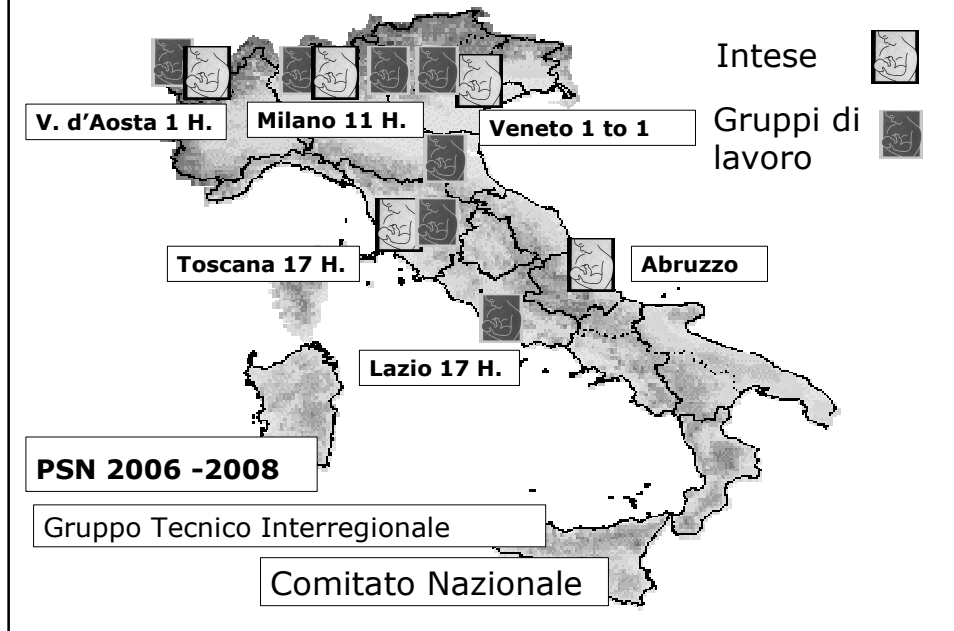 Intese
Gruppi di
lavoro
V. d'Aosta 1 H.
Milano 11 H.
Veneto 1 to 1
Toscana 17 H.
Abruzzo
Lazio 17 H.
PSN 2006 -2008
Gruppo Tecnico Interregionale
Comitato Nazionale